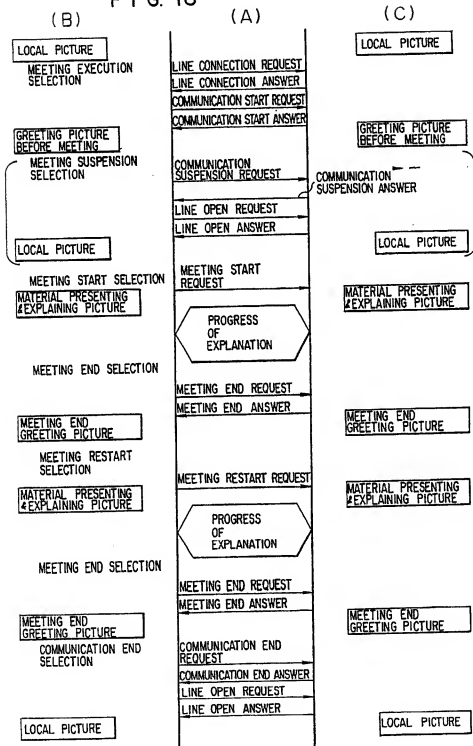 FIG. 18
(B) (A) (C)
LOCAL PICTURE
LOCAL PICTURE
MEETING EXECUTION
SELECTION
LINE CONNECTION REQUEST
LINE CONNECTION ANSWER
COMMUNICATION START REQUEST
COMMUNICATION START ANSWER
GREETING PICTURE
BEFORE MEETING
GREETING PICTURE
BEFORE MEETING
MEETING SUSPENSION
SELECTION
COMMUNICATION
SUSPENSION REQUEST
COMMUNICATION
SUSPENSION ANSWER
LINE OPEN REQUEST
LINE OPEN ANSWER
LOCAL PICTURE
LOCAL PICTURE
MEETING START SELECTION
MEETING START
REQUEST
MATERIAL PRESENTING
&EXPLAINING PICTURE
MATERIAL PRESENTING
&EXPLAINING PICTURE
PROGRESS
OF
EXPLANATION
MEETING END SELECTION
MEETING END REQUEST
MEETING END ANSWER
MEETING END
GREETING PICTURE
MEETING END
GREETING PICTURE
MEETING RESTART
SELECTION
MEETING RESTART REQUEST
MATERIAL PRESENTING
&EXPLAINING PICTURE
MATERIAL PRESENTING
&EXPLAINING PICTURE
PROGRESS
OF
EXPLANATION
MEETING END SELECTION
MEETING END REQUEST
MEETING END ANSWER
MEETING END
GREETING PICTURE
MEETING END
GREETING PICTURE
COMMUNICATION END
SELECTION
COMMUNICATION END
REQUEST
COMMUNICATION END ANSWER
LINE OPEN REQUEST
LINE OPEN ANSWER
LOCAL PICTURE
LOCAL PICTURE